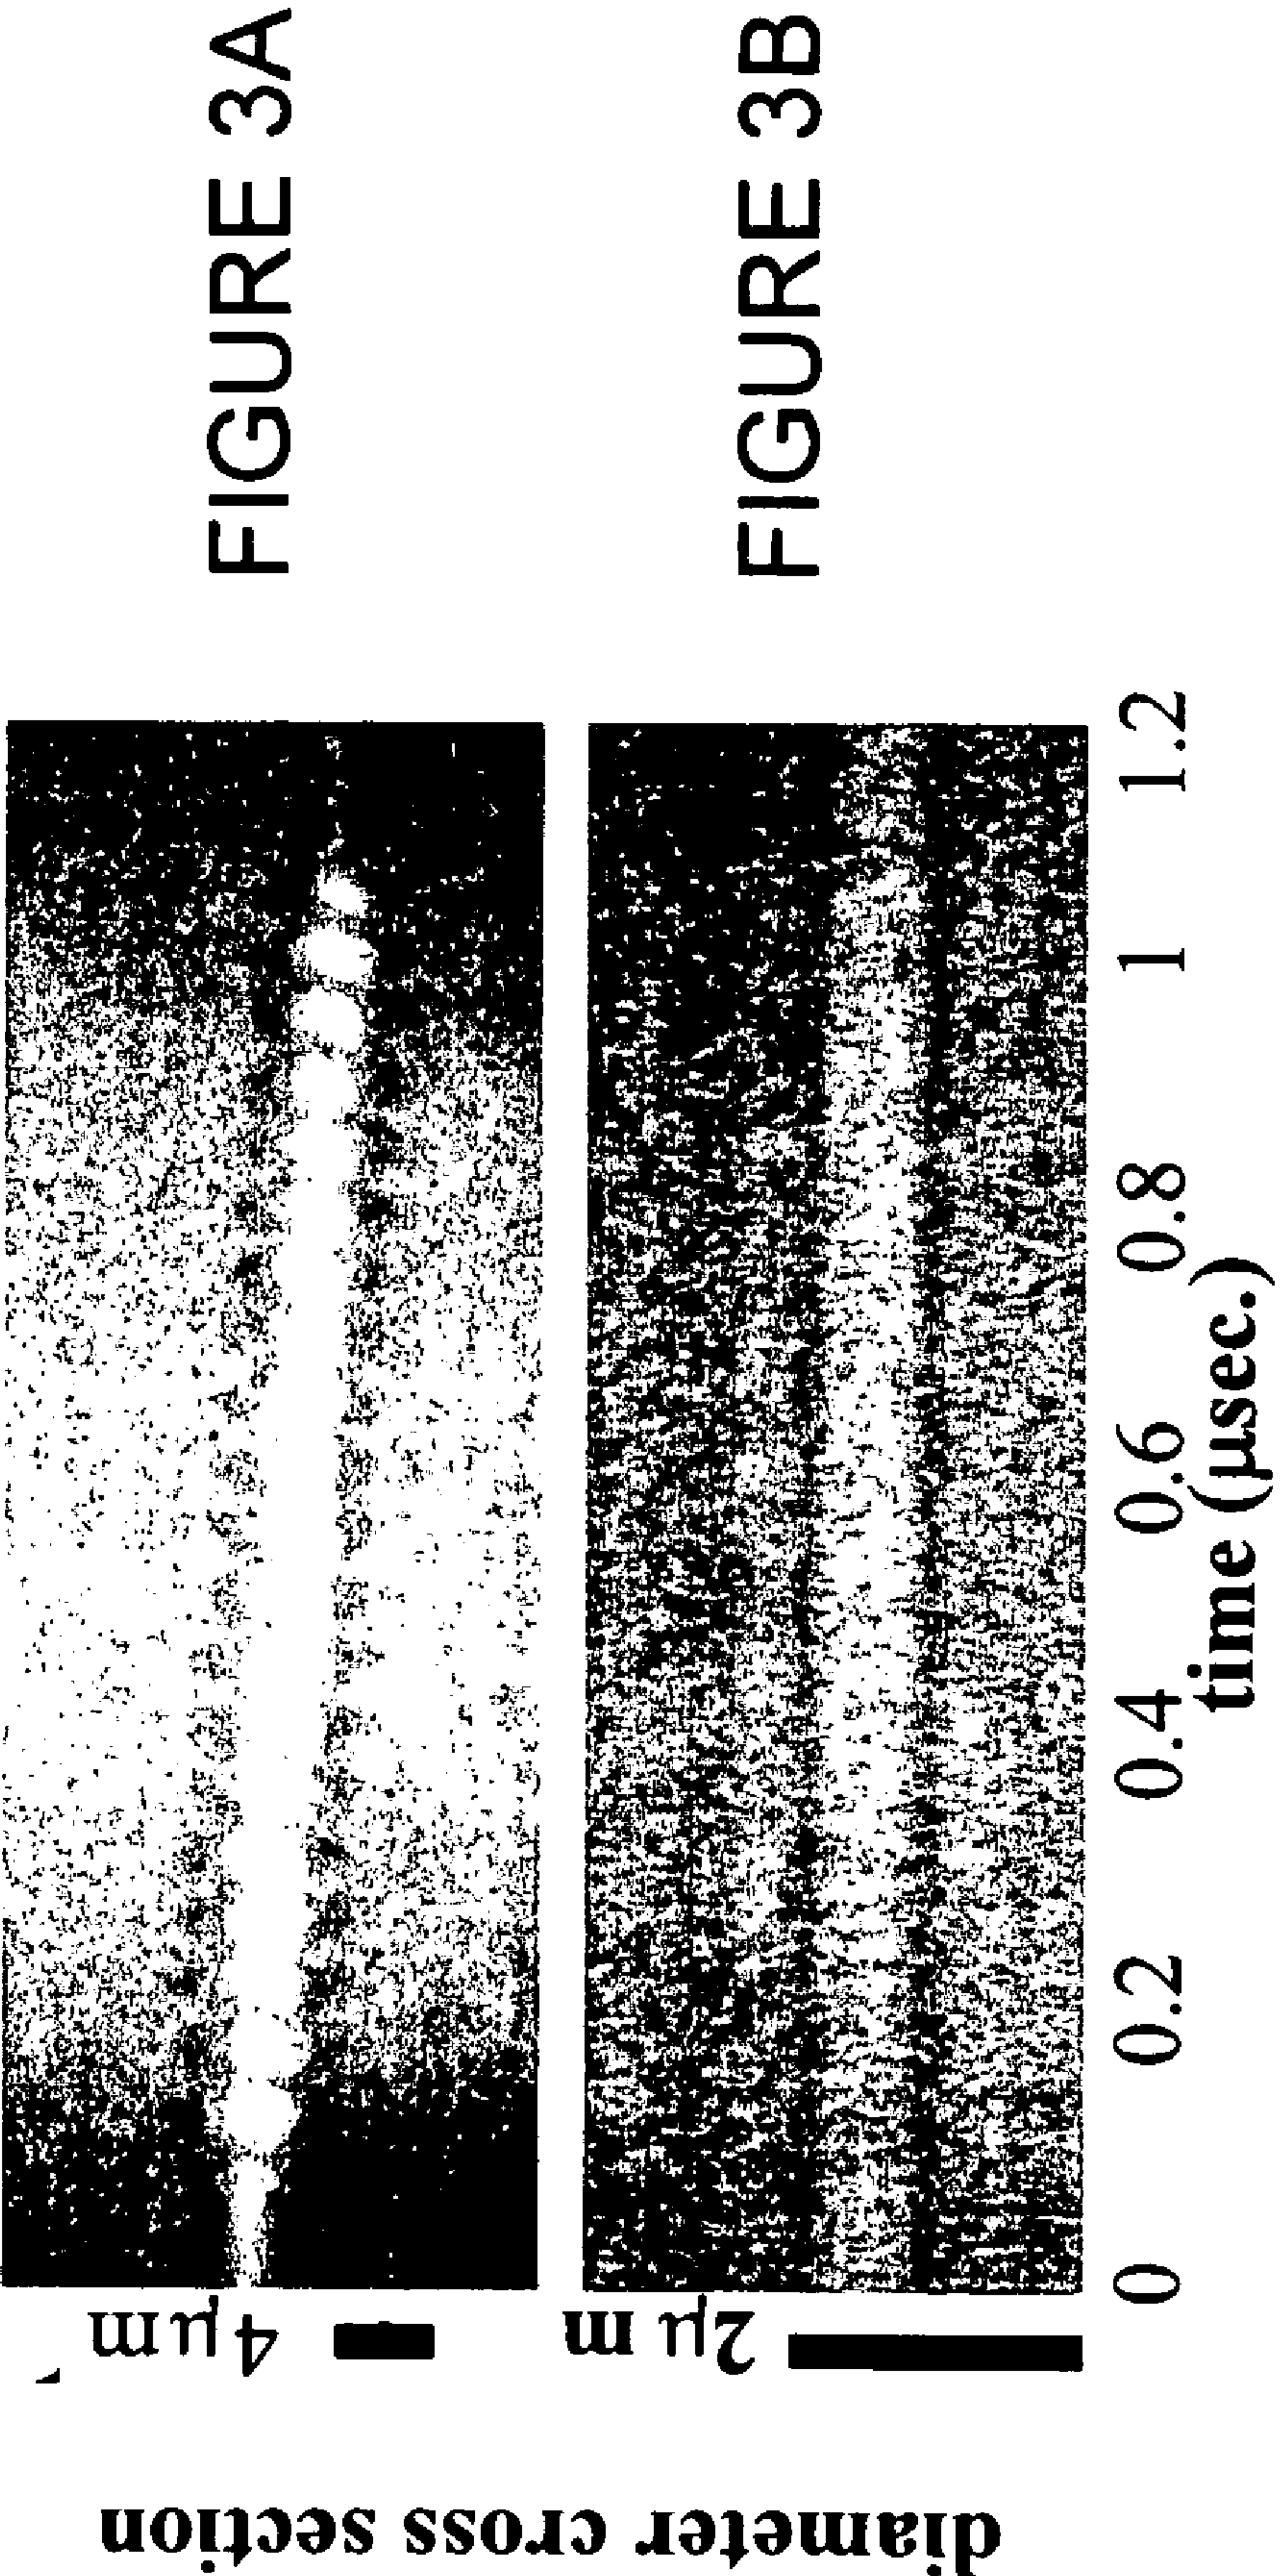 FIGURE 3A
FIGURE 3B
diameter cross section
4μm
2μ m
0 0.2 0.4 0.6 0.8 1 1.2
time (μsec.)